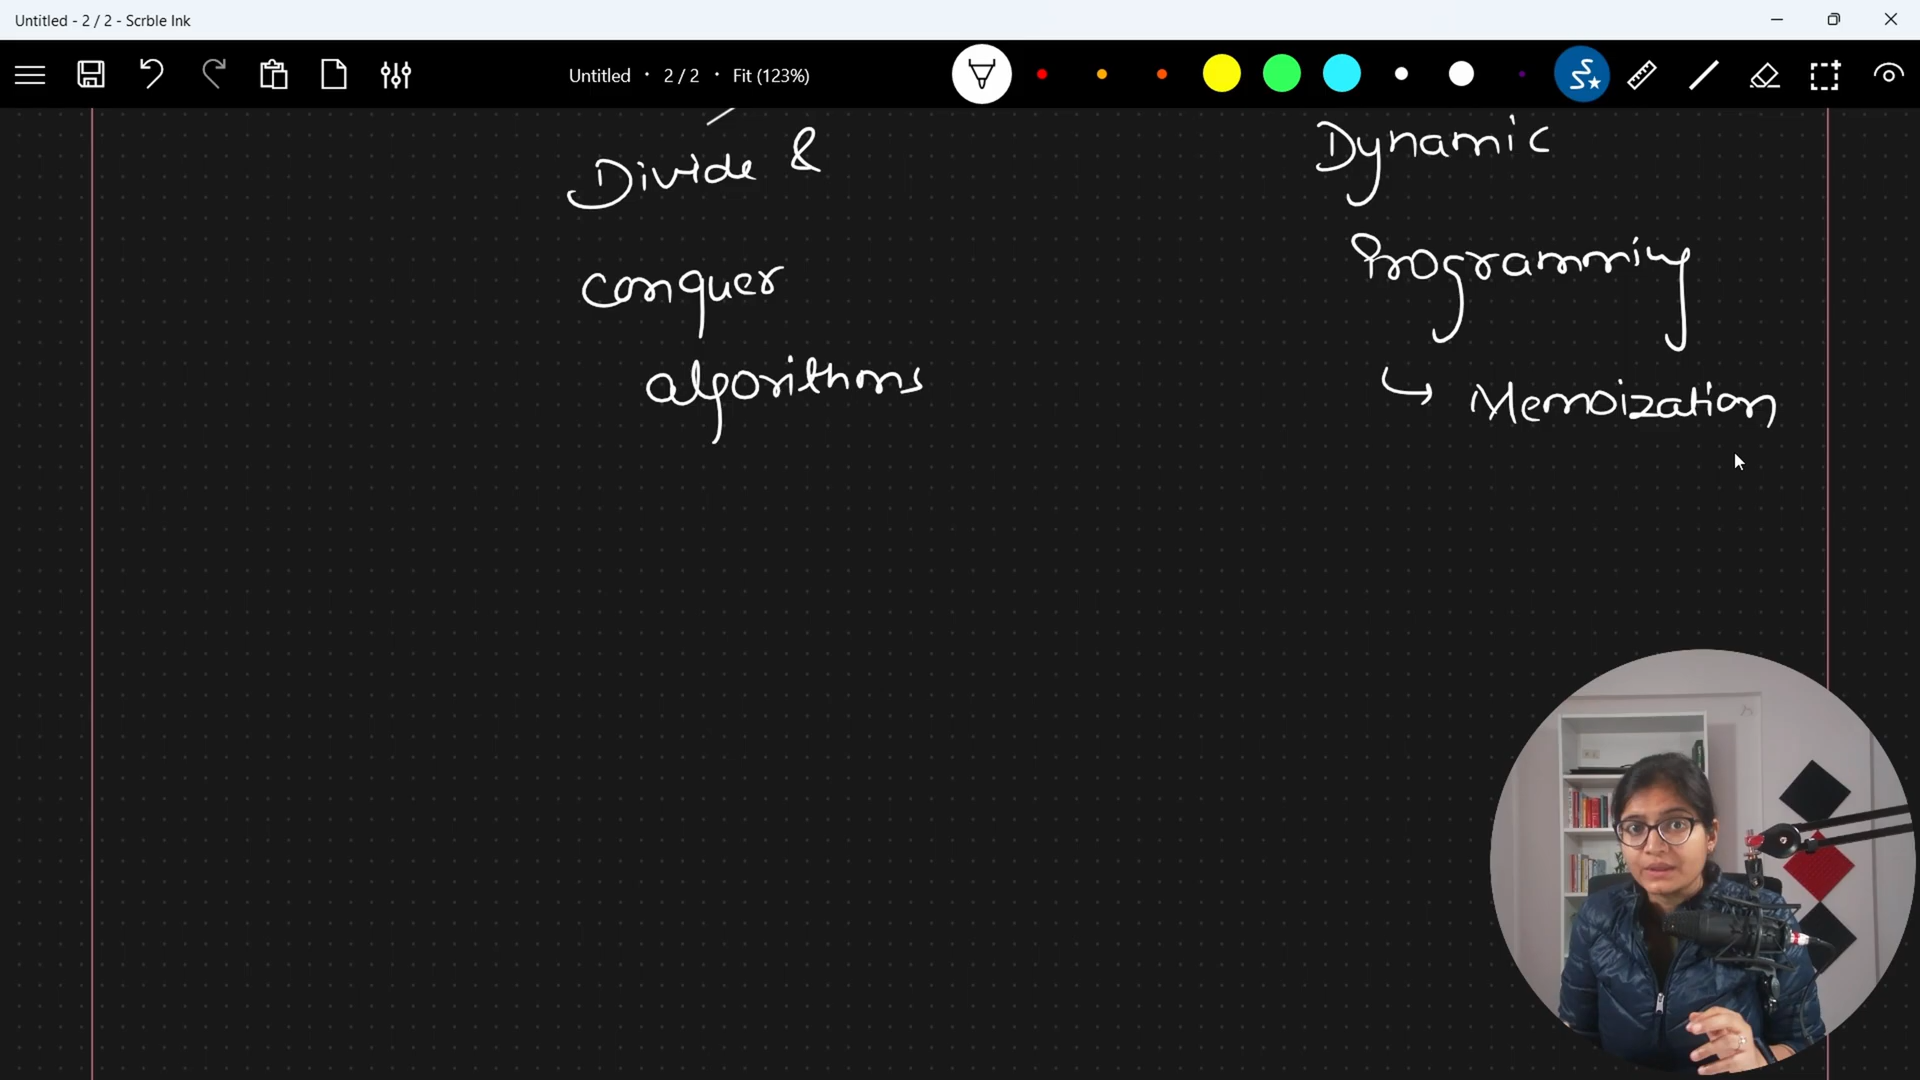 Untitled - 2 / 2 - Scrble Ink
Untitled • 2 / 2 • Fit (123%)
Divide &
conquer
algorithms
Dynamic
Programming
↳ Memoization